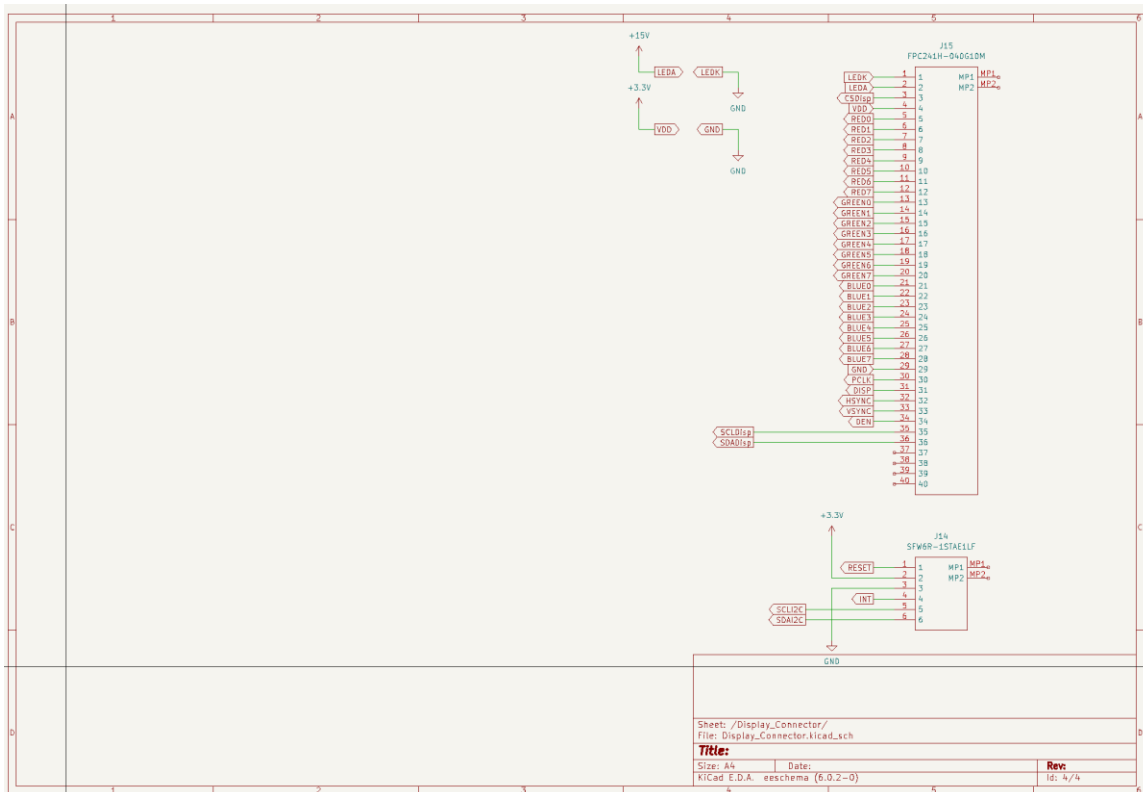 1 2 3 4 5 6
+15V
LEDA LEDK
GND
+3.3V
VDD GND
GND
A A
B B
C C
D D
J15
FPC241H-040G10M
LEDK 1 1 MP1 MP1
LEDA 2 2 MP2 MP2
CSDisp 3 3
VDD 4 4
RED0 5 5
RED1 6 6
RED2 7 7
RED3 8 8
RED4 9 9
RED5 10 10
RED6 11 11
RED7 12 12
GREEN0 13 13
GREEN1 14 14
GREEN2 15 15
GREEN3 16 16
GREEN4 17 17
GREEN5 18 18
GREEN6 19 19
GREEN7 20 20
BLUE0 21 21
BLUE1 22 22
BLUE2 23 23
BLUE3 24 24
BLUE4 25 25
BLUE5 26 26
BLUE6 27 27
BLUE7 28 28
GND 29 29
PCLK 30 30
DISP 31 31
HSYNC 32 32
VSYNC 33 33
DEN 34 34
SCLDisp 35 35
SDADisp 36 36
37 37
38 38
39 39
40 40
+3.3V
J14
SFW6R-1STAE1LF
RESET 1 1 MP1 MP1
2 2 MP2 MP2
3 3
INT 4 4
SCLI2C 5 5
SDAI2C 6 6
GND
Sheet: /Display_Connector/
File: Display_Connector.kicad_sch
Title:
Size: A4 Date: Rev:
KiCad E.D.A. eeschema (6.0.2-0) Id: 4/4
1 2 3 4 5 6